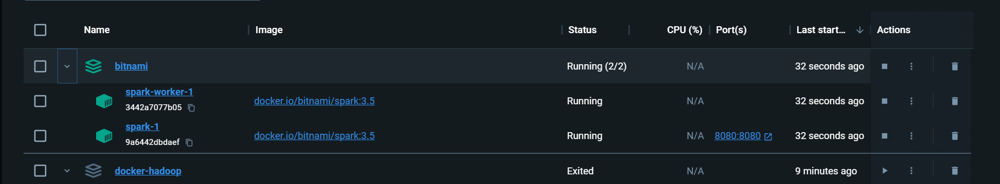 Name Image Status CPU (%) Port(s) Last start... Actions
bitnami Running (2/2) N/A 32 seconds ago
spark-worker-1
3442a7077b05 docker.io/bitnami/spark:3.5 Running N/A 32 seconds ago
spark-1
9a6442dbdaef docker.io/bitnami/spark:3.5 Running N/A 8080:8080 32 seconds ago
docker-hadoop Exited N/A 9 minutes ago